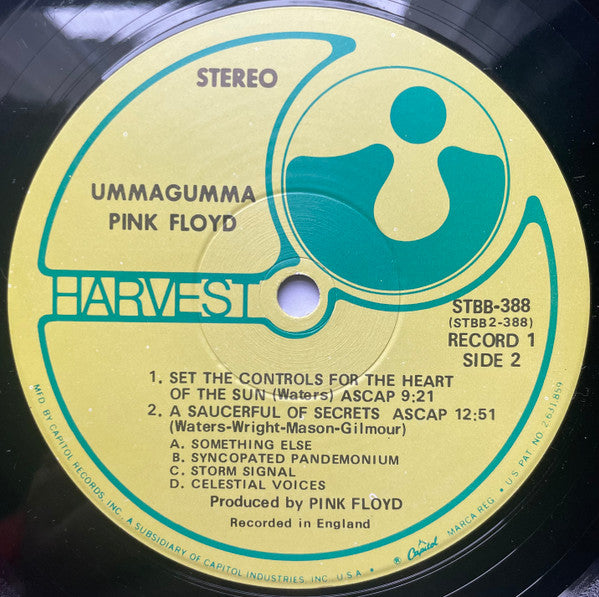 STEREO
UMMAGUMMA
PINK FLOYD
HARVEST
STBB-388
(STBB2-388)
RECORD 1
SIDE 2
1. SET THE CONTROLS FOR THE HEART
OF THE SUN (Waters) ASCAP 9:21
2. A SAUCERFUL OF SECRETS ASCAP 12:51
(Waters-Wright-Mason-Gilmour)
A. SOMETHING ELSE
B. SYNCOPATED PANDEMONIUM
C. STORM SIGNAL
D. CELESTIAL VOICES
Produced by PINK FLOYD
Recorded in England
MFD. BY CAPITOL RECORDS, INC. A SUBSIDIARY OF CAPITOL INDUSTRIES, INC. U.S.A. • ® Capitol MARCA REG. • U.S. PAT. NO. 2,631,859